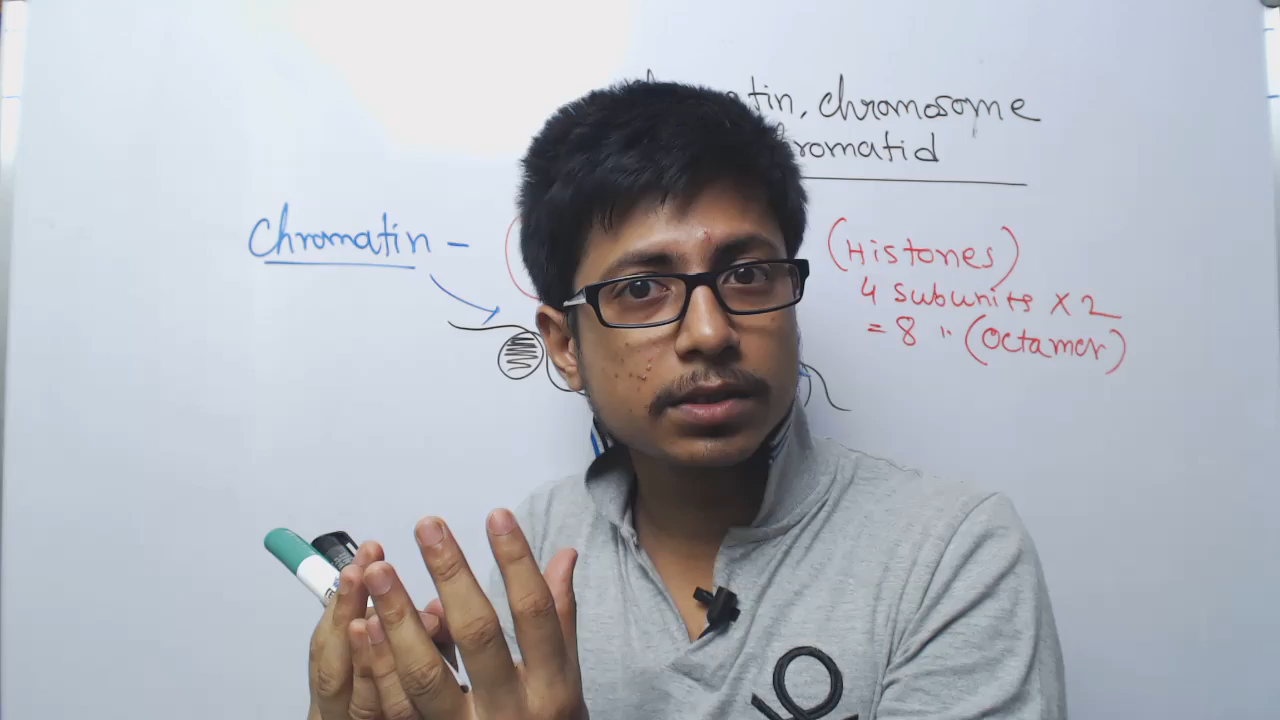 tin, chromosome
romatid
Chromatin -
(Histones)
4 subunits x 2
= 8 " (Octamer)